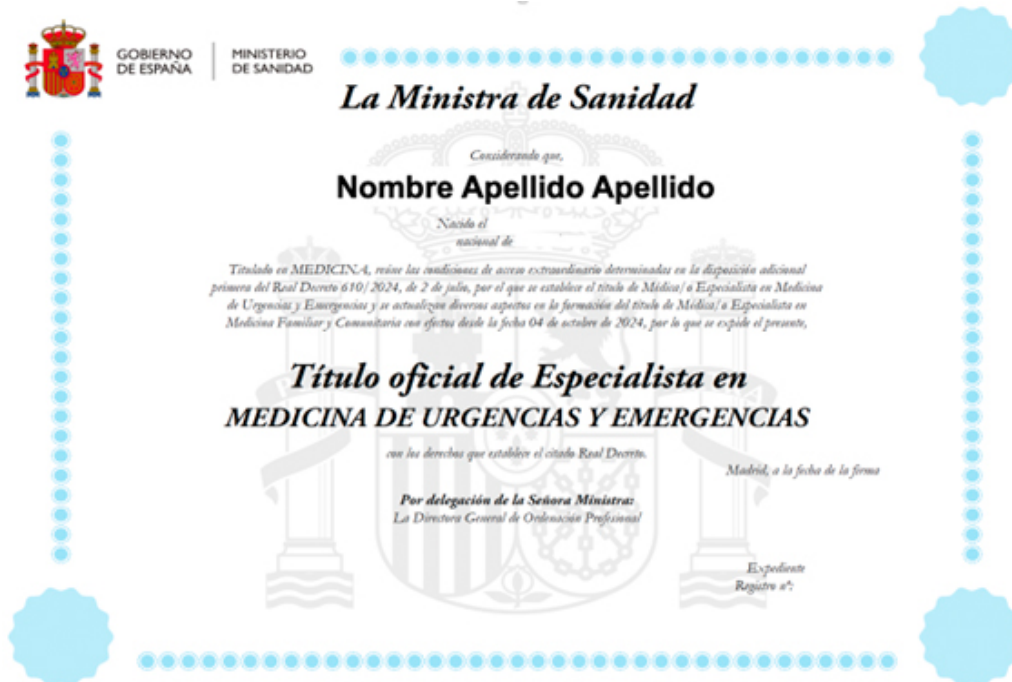 GOBIERNO
DE ESPAÑA
MINISTERIO
DE SANIDAD
La Ministra de Sanidad
Considerando que,
Nombre Apellido Apellido
Nacido el
nacional de
Titulado en MEDICINA, reúne las condiciones de acceso extraordinario determinadas en la disposición adicional
primera del Real Decreto 610/2024, de 2 de julio, por el que se establece el título de Médica/o Especialista en Medicina
de Urgencias y Emergencias y se actualizan diversos aspectos en la formación del título de Médica/o Especialista en
Medicina Familiar y Comunitaria con efectos desde la fecha 04 de octubre de 2024, por lo que se expide el presente,
Título oficial de Especialista en
MEDICINA DE URGENCIAS Y EMERGENCIAS
con los derechos que establece el citado Real Decreto.
Madrid, a la fecha de la firma
Por delegación de la Señora Ministra:
La Directora General de Ordenación Profesional
Expediente
Registro nº: